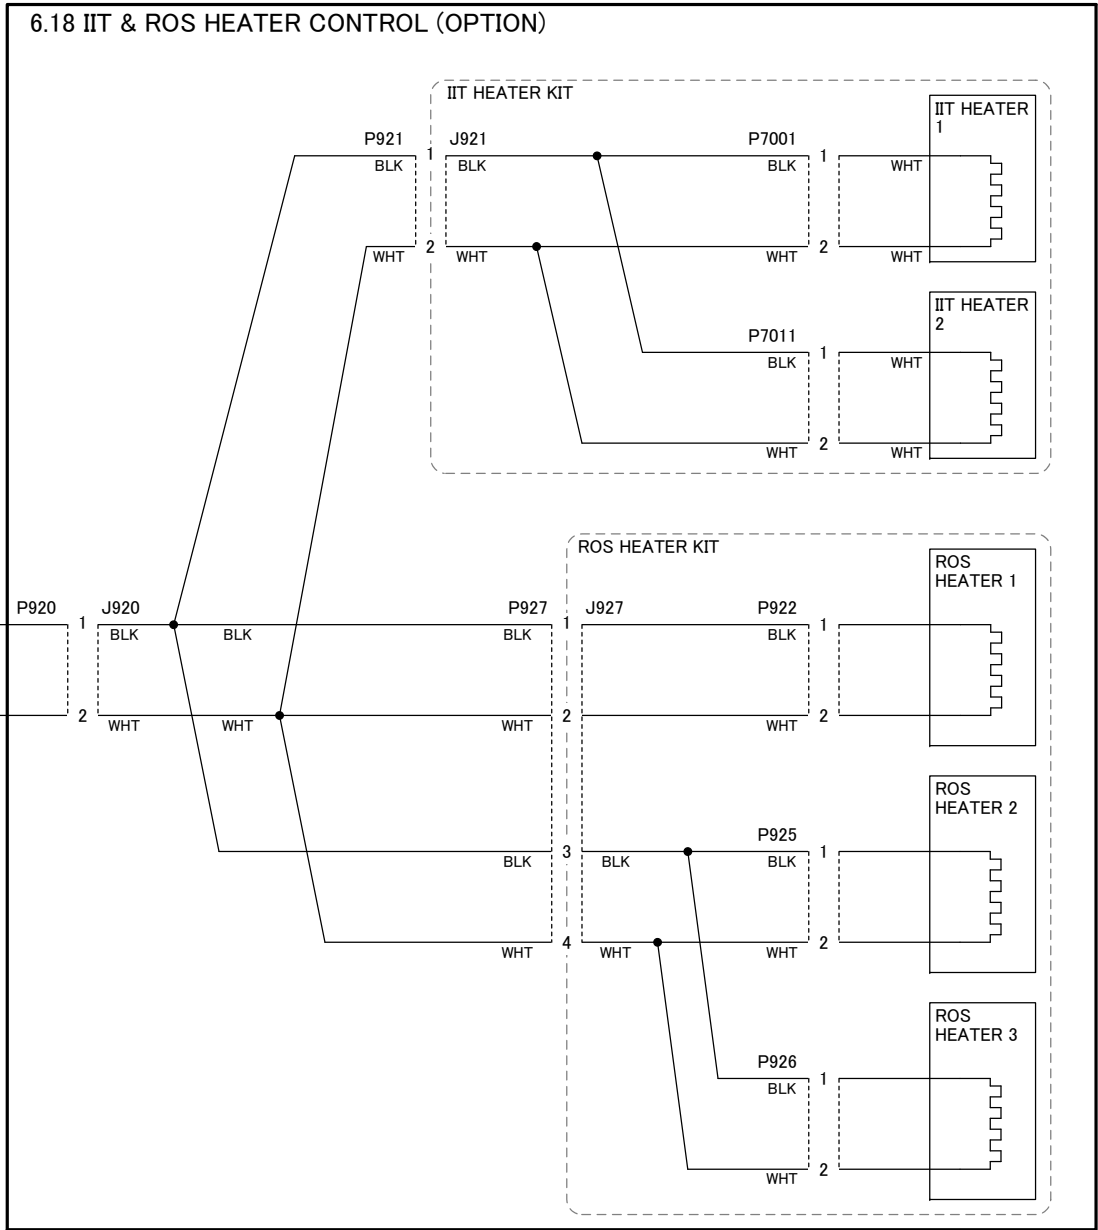 6.18 IIT & ROS HEATER CONTROL (OPTION)
IIT HEATER KIT
IIT HEATER
1
P921 1 J921 P7001 1
BLK BLK BLK WHT
2
WHT WHT WHT 2 WHT
IIT HEATER
2
P7011 1
BLK WHT
WHT 2 WHT
ROS HEATER KIT
ROS
HEATER 1
P920 1 J920 P927 1 J927 P922 1
BLK BLK BLK BLK
2 2 2
WHT WHT WHT WHT
ROS
HEATER 2
P925
3 1
BLK BLK BLK
4 2
WHT WHT WHT
ROS
HEATER 3
P926 1
BLK
2
WHT